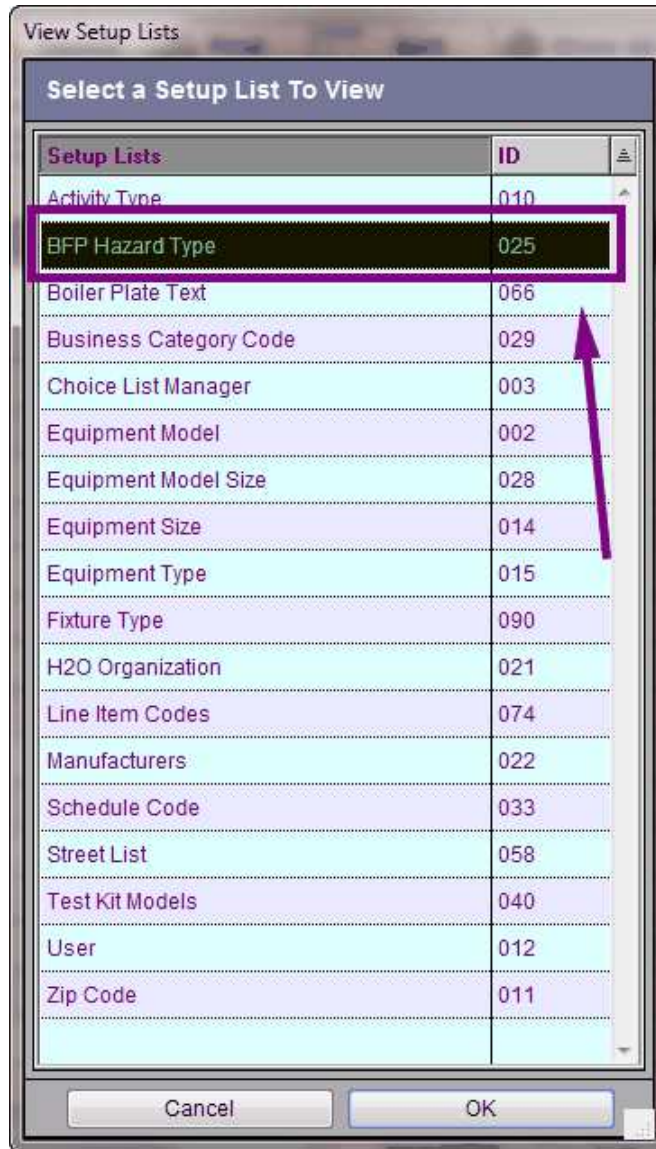 View Setup Lists
Select a Setup List To View
Setup Lists ID
Activity Type 010
BFP Hazard Type 025
Boiler Plate Text 066
Business Category Code 029
Choice List Manager 003
Equipment Model 002
Equipment Model Size 028
Equipment Size 014
Equipment Type 015
Fixture Type 090
H2O Organization 021
Line Item Codes 074
Manufacturers 022
Schedule Code 033
Street List 058
Test Kit Models 040
User 012
Zip Code 011
Cancel OK